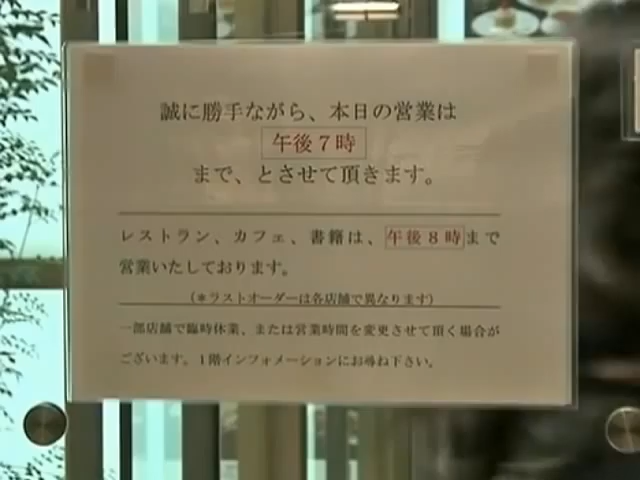 誠に勝手ながら、本日の営業は
午後7時
まで、とさせて頂きます。
レストラン、カフェ、書籍は、午後8時まで
営業いたしております。
(＊ラストオーダーは各店舗で異なります)
一部店舗で臨時休業、または営業時間を変更させて頂く場合が
ございます。1階インフォメーションにお尋ね下さい。